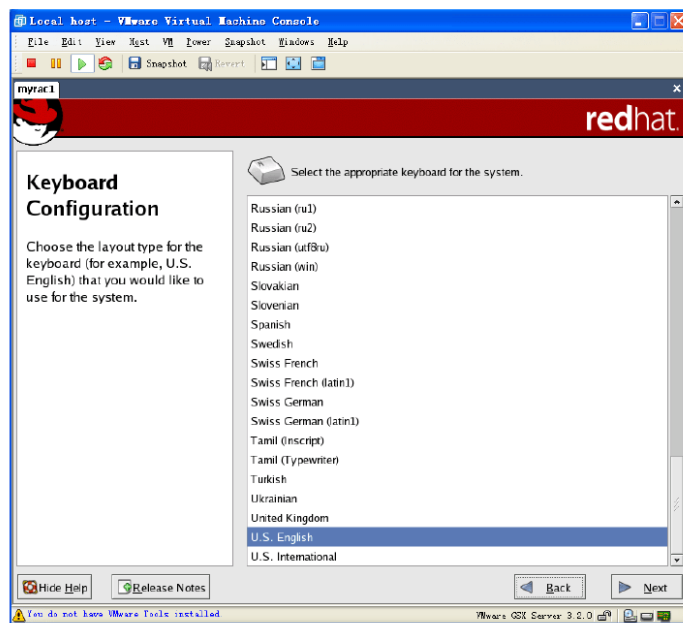 Local host - VMware Virtual Machine Console
File Edit View Host VM Power Snapshot Windows Help
Snapshot Revert
myrac1
redhat.
Keyboard
Configuration
Choose the layout type for the
keyboard (for example, U.S.
English) that you would like to
use for the system.
Select the appropriate keyboard for the system.
Russian (ru1)
Russian (ru2)
Russian (utf8ru)
Russian (win)
Slovakian
Slovenian
Spanish
Swedish
Swiss French
Swiss French (latin1)
Swiss German
Swiss German (latin1)
Tamil (Inscript)
Tamil (Typewriter)
Turkish
Ukrainian
United Kingdom
U.S. English
U.S. International
Hide Help Release Notes Back Next
You do not have VMware Tools installed. VMware GSX Server 3.2.0